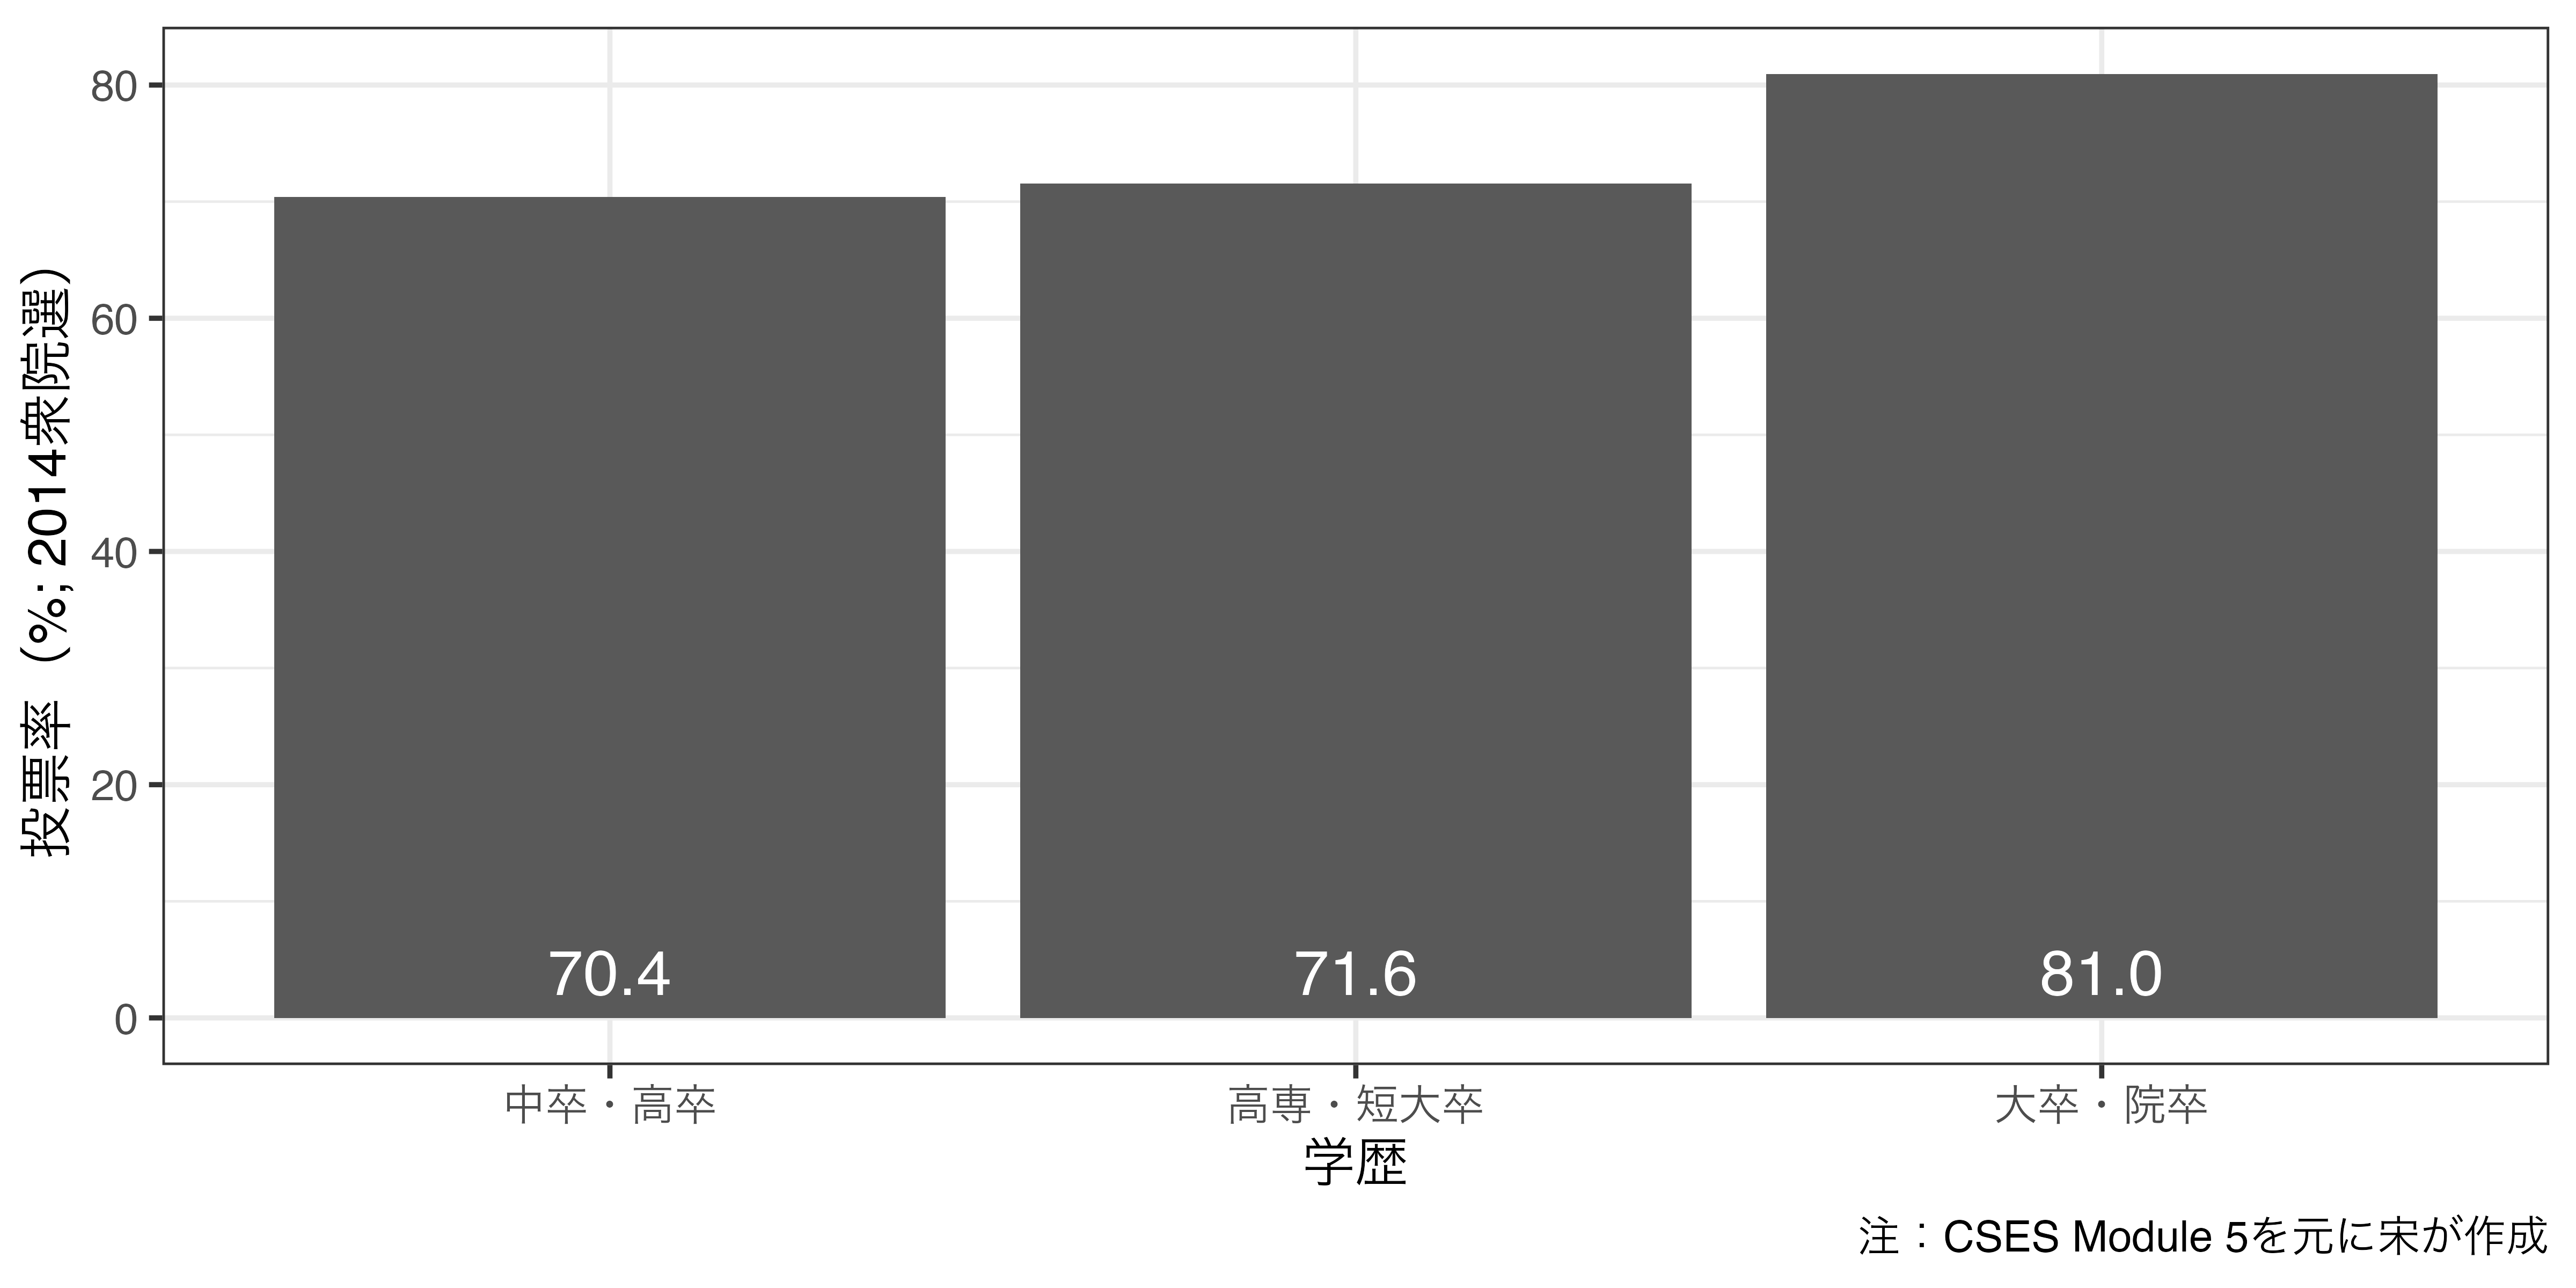 投票率（%; 2014衆院選）
80
60
40
20
0
70.4
71.6
81.0
中卒・高卒
高専・短大卒
大卒・院卒
学歴
注：CSES Module 5を元に宋が作成